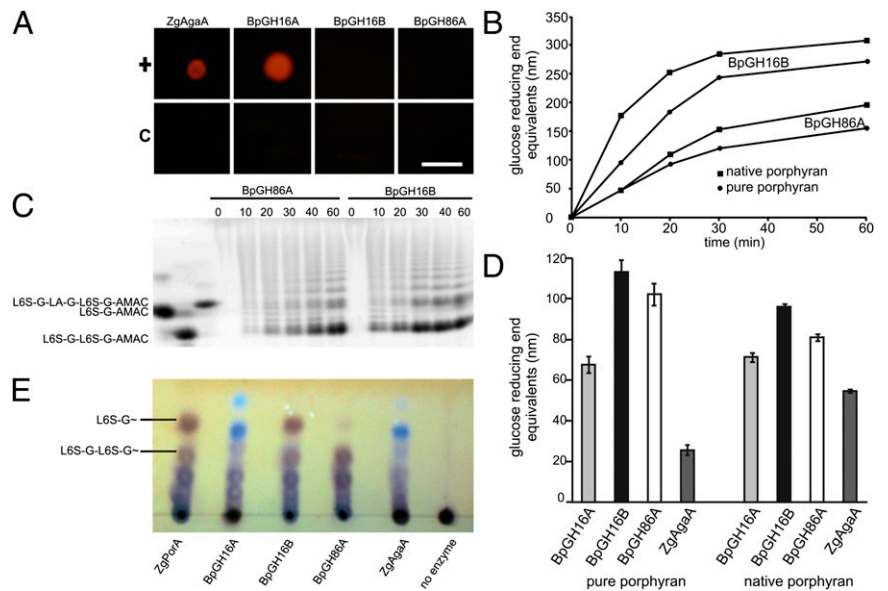 A
ZgAgaA BpGH16A BpGH16B BpGH86A
+
C
B
glucose reducing end
equivalents (nm)
350
300
250
200
150
100
50
0
BpGH16B
BpGH86A
native porphyran
pure porphyran
0 10 20 30 40 50 60
time (min)
C
BpGH86A BpGH16B
0 10 20 30 40 60 0 10 20 30 40 60
L6S-G-LA-G-L6S-G-AMAC
L6S-G-AMAC
L6S-G-L6S-G-AMAC
D
glucose reducing end
equivalents (nm)
120
100
80
60
40
20
0
BpGH16A BpGH16B BpGH86A ZgAgaA BpGH16A BpGH16B BpGH86A ZgAgaA
pure porphyran native porphyran
E
L6S-G~
L6S-G-L6S-G~
ZgPorA BpGH16A BpGH16B BpGH86A ZgAgaA no enzyme